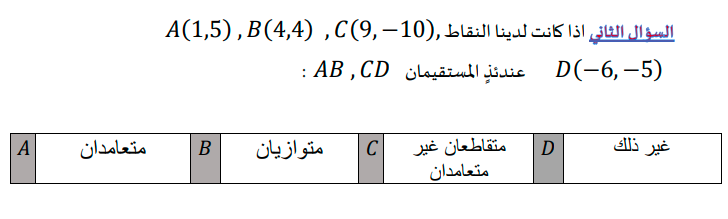 السؤال الثاني اذا كانت لدينا النقاط A(1,5) , B(4,4) , C(9,−10),
D(−6,−5) عندئذٍ المستقيمان AB , CD :
A متعامدان B متوازيان C متقاطعان غير متعامدان D غير ذلك